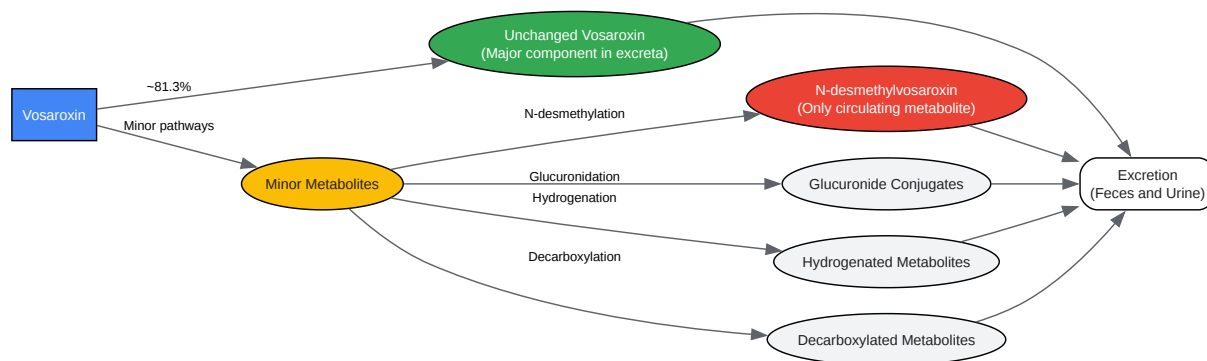 Unchanged Vosaroxin
(Major component in excreta)
~81.3%
Vosaroxin
Minor pathways
N-desmethylation
N-desmethylvosaroxin
(Only circulating metabolite)
Minor Metabolites
Glucuronidation
Glucuronide Conjugates
Excretion
(Feces and Urine)
Hydrogenation
Hydrogenated Metabolites
Decarboxylation
Decarboxylated Metabolites